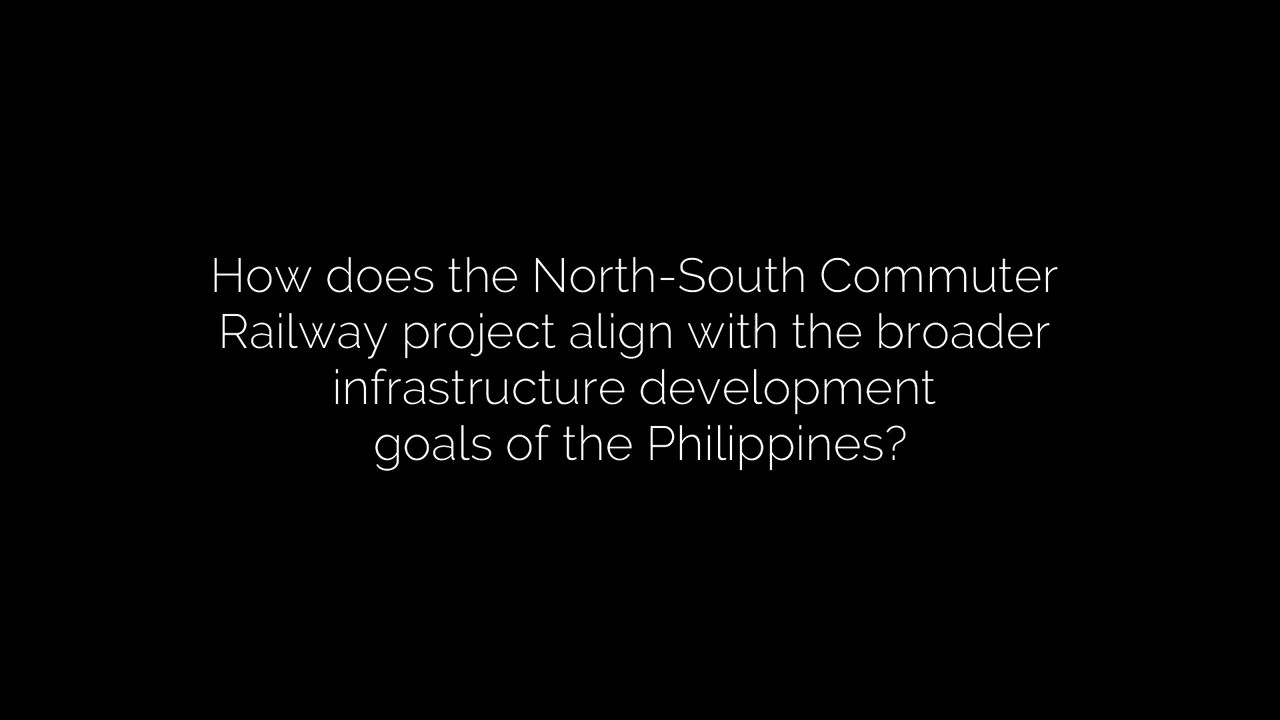 How does the North-South Commuter
Railway project align with the broader
infrastructure development
goals of the Philippines?